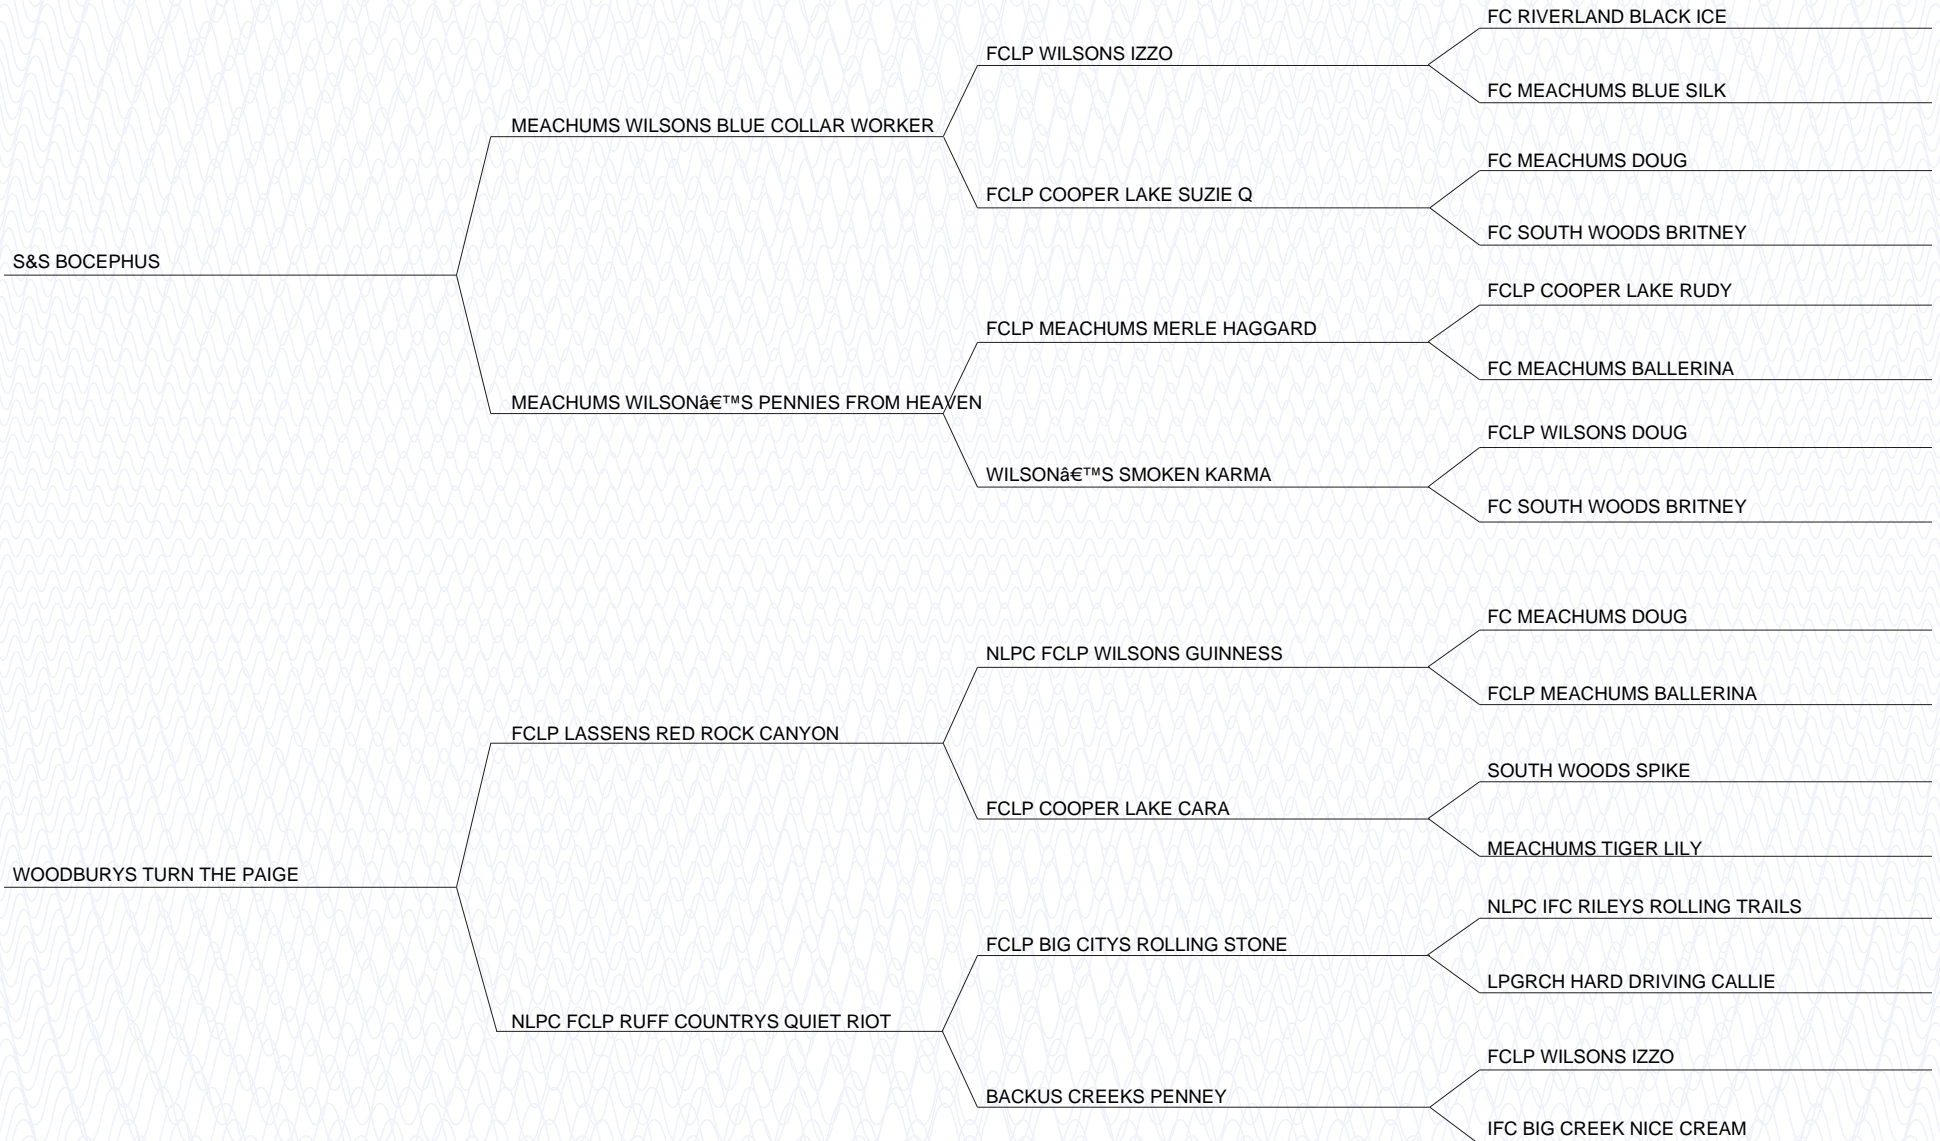 FC RIVERLAND BLACK ICE
FCLP WILSONS IZZO
FC MEACHUMS BLUE SILK
MEACHUMS WILSONS BLUE COLLAR WORKER
FC MEACHUMS DOUG
FCLP COOPER LAKE SUZIE Q
FC SOUTH WOODS BRITNEY
S&S BOCEPHUS
FCLP COOPER LAKE RUDY
FCLP MEACHUMS MERLE HAGGARD
FC MEACHUMS BALLERINA
MEACHUMS WILSONâ€™S PENNIES FROM HEAVEN
FCLP WILSONS DOUG
WILSONâ€™S SMOKEN KARMA
FC SOUTH WOODS BRITNEY
FC MEACHUMS DOUG
NLPC FCLP WILSONS GUINNESS
FCLP MEACHUMS BALLERINA
FCLP LASSENS RED ROCK CANYON
SOUTH WOODS SPIKE
FCLP COOPER LAKE CARA
MEACHUMS TIGER LILY
WOODBURYS TURN THE PAIGE
NLPC IFC RILEYS ROLLING TRAILS
FCLP BIG CITYS ROLLING STONE
LPGRCH HARD DRIVING CALLIE
NLPC FCLP RUFF COUNTRYS QUIET RIOT
FCLP WILSONS IZZO
BACKUS CREEKS PENNEY
IFC BIG CREEK NICE CREAM